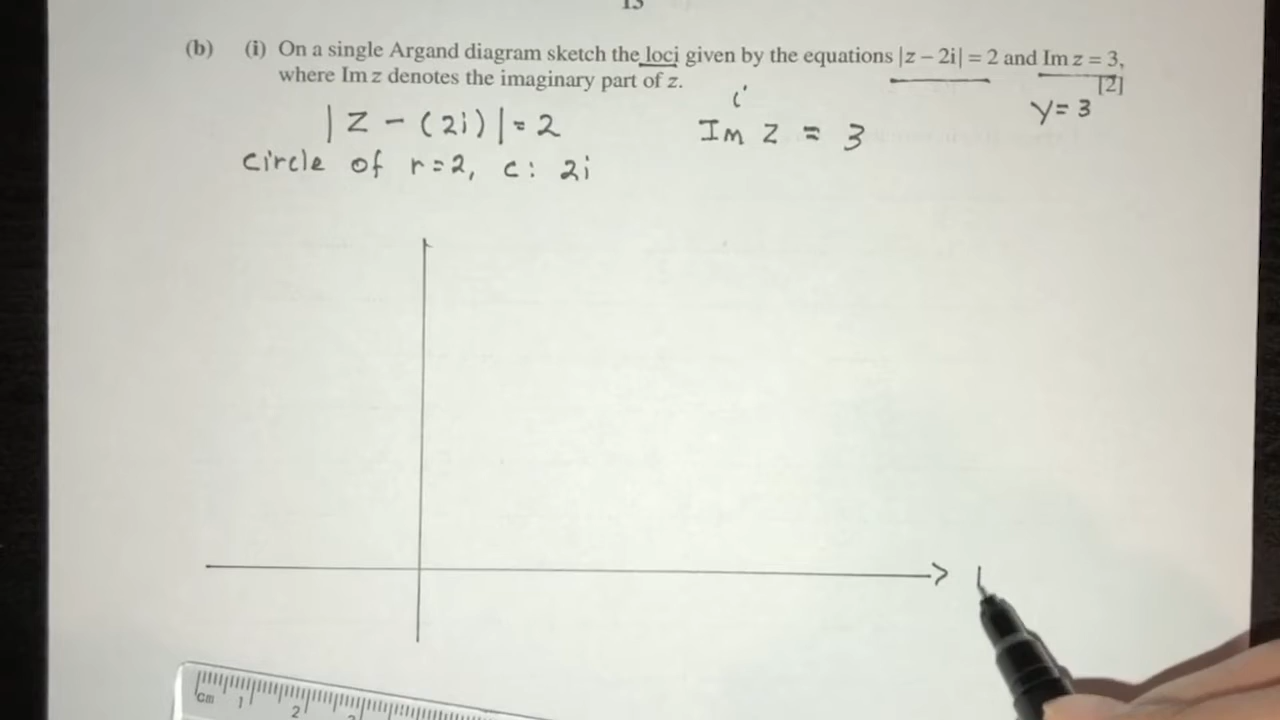 13
(b) (i) On a single Argand diagram sketch the loci given by the equations |z − 2i| = 2 and Im z = 3,
where Im z denotes the imaginary part of z.
[2]
|z - (2i)| = 2
Im z = 3
y = 3
circle of r = 2, c: 2i
cm 1 2